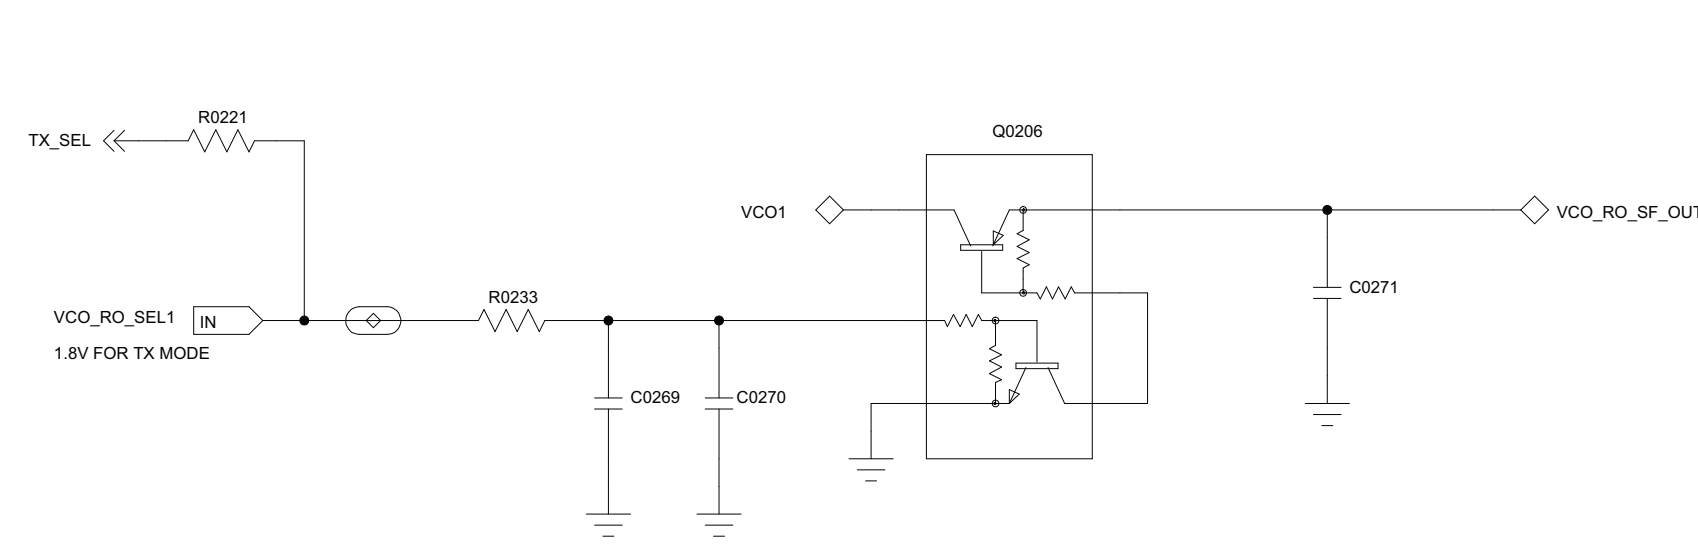 R0221
TX_SEL
Q0206
VCO1
VCO_RO_SF_OUT
R0233
C0271
VCO_RO_SEL1
IN
1.8V FOR TX MODE
C0269
C0270